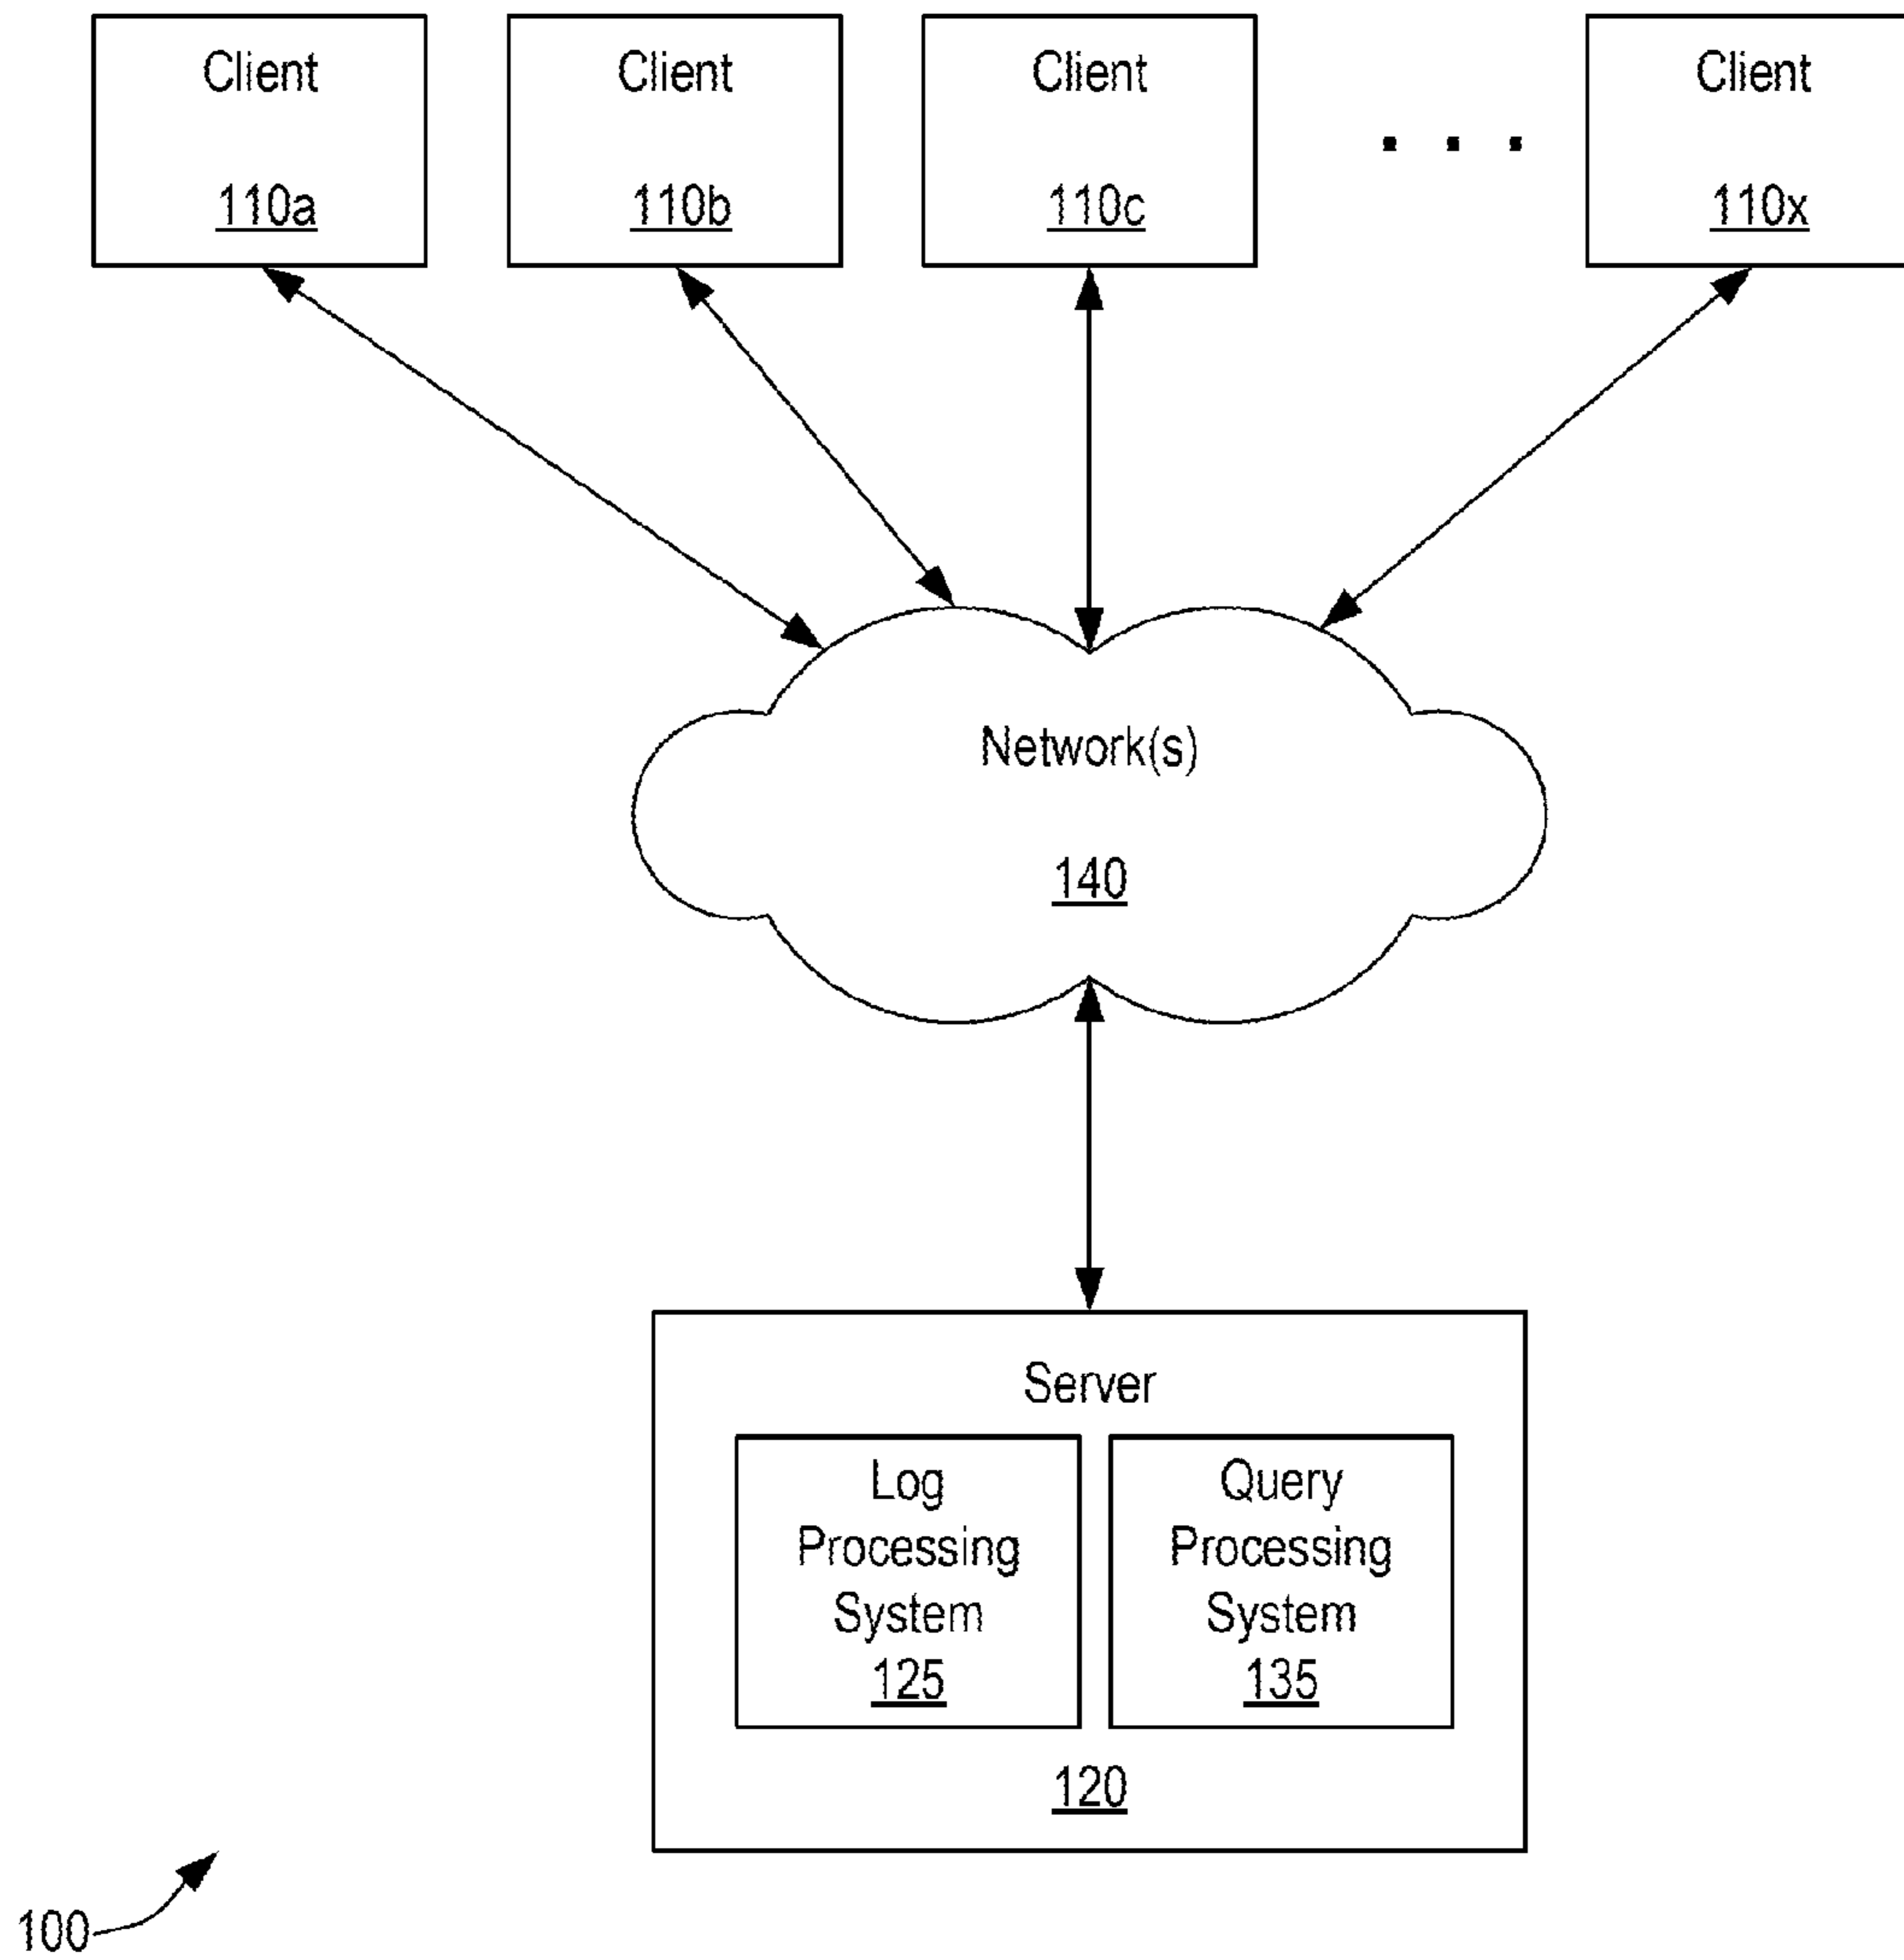 Client
110a
Client
110b
Client
110c
. . .
Client
110x
Network(s)
140
Server
Log
Processing
System
125
Query
Processing
System
135
120
100